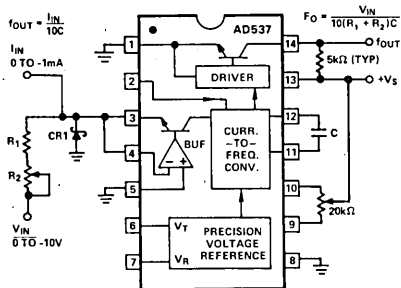 fOUT = IIN / 10C
AD537
FO = VIN / 10(R1 + R2)C
IIN
0 TO -1mA
1
14
fOUT
5kΩ (TYP)
DRIVER
2
13
+VS
3
12
CR1
BUF
CURR.
-TO-
FREQ.
CONV.
C
R1
4
11
R2
- +
5
10
20kΩ
VIN
0 TO -10V
6
VT
PRECISION
VOLTAGE
REFERENCE
9
7
VR
8